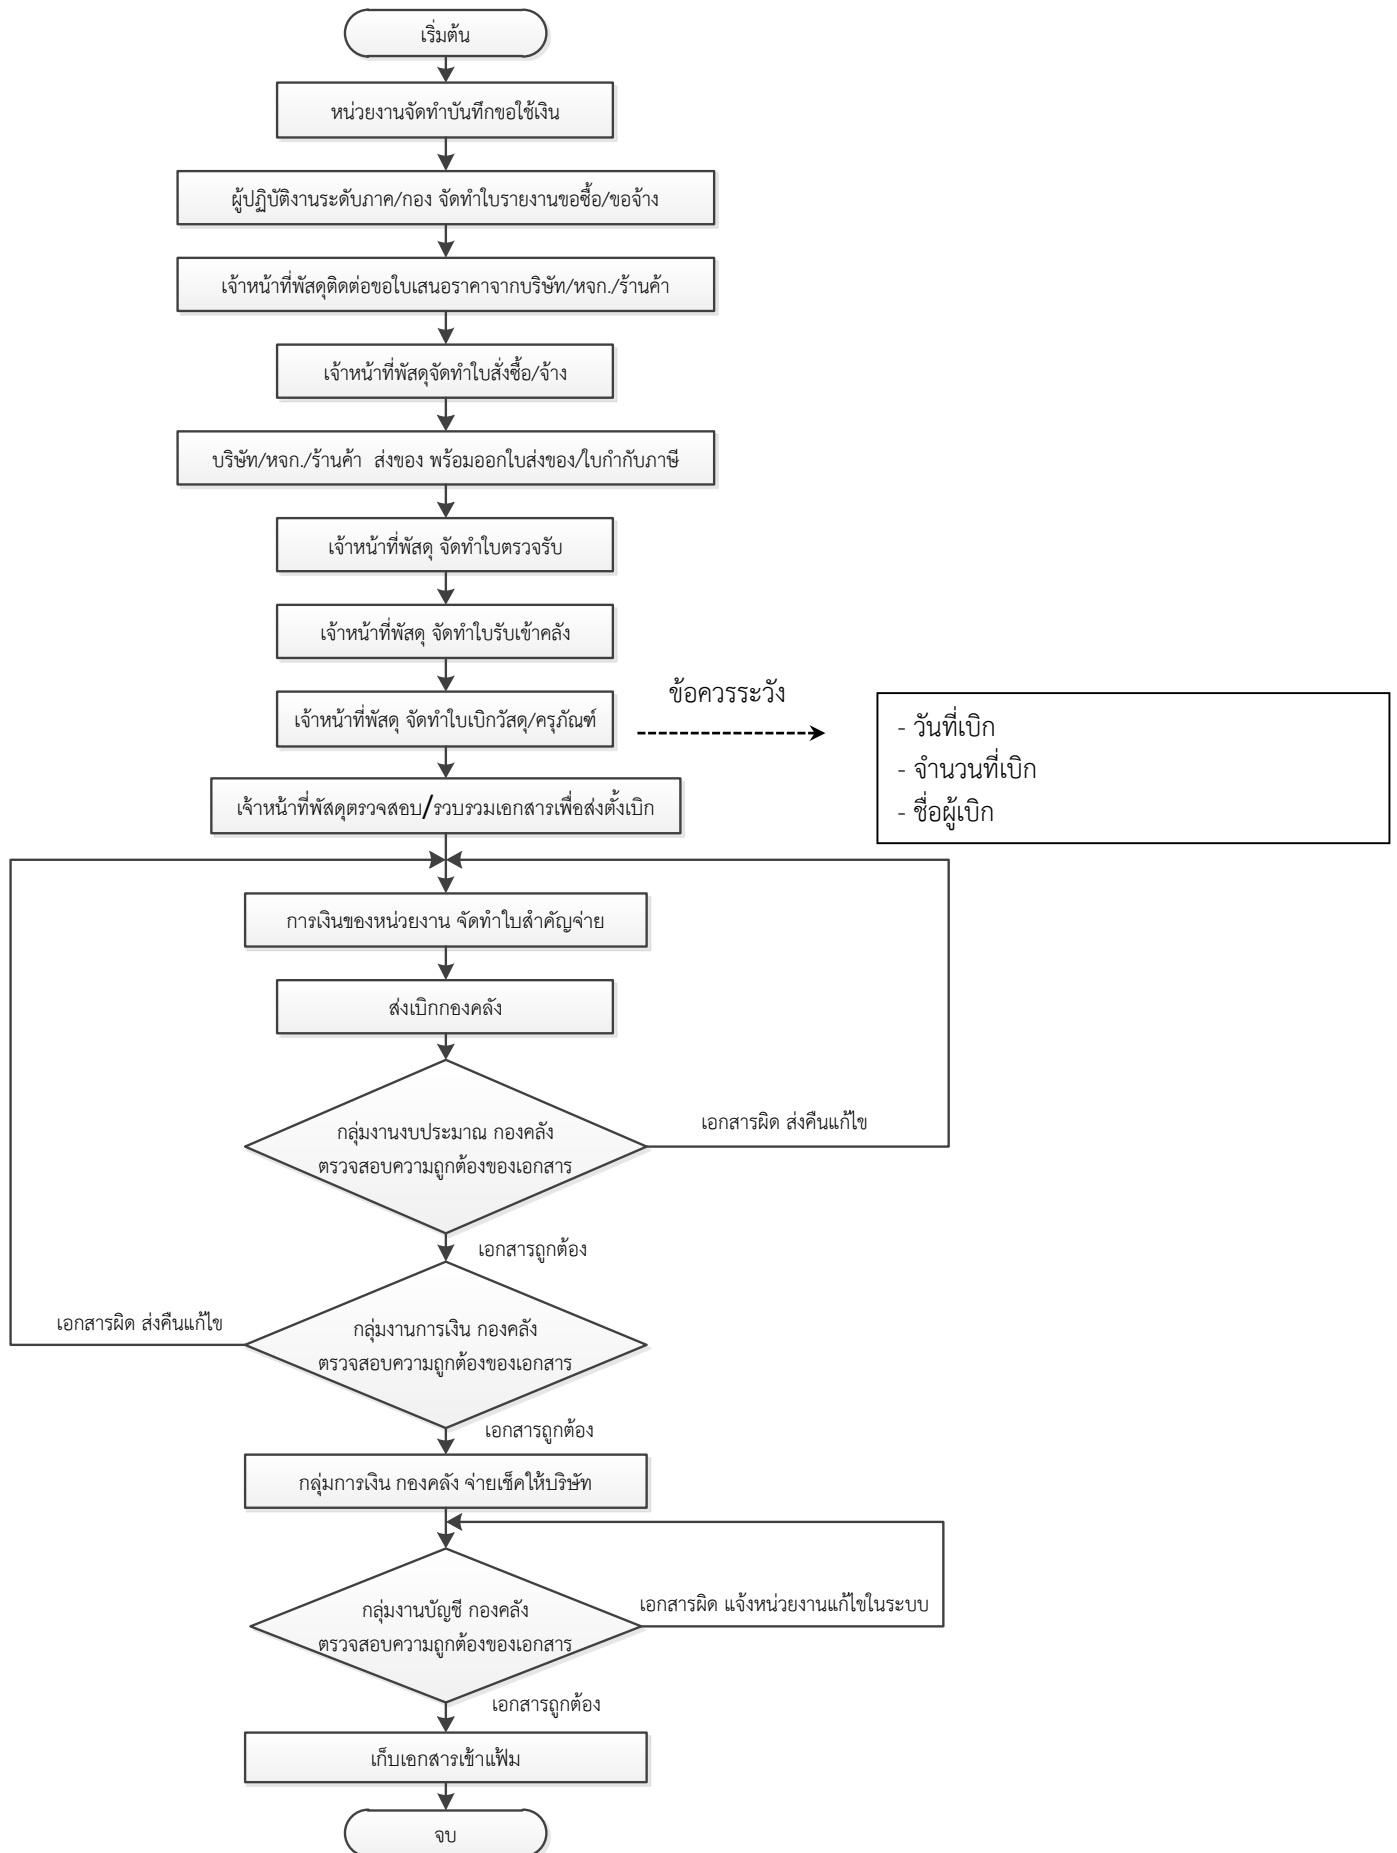 เริ่มต้น
หน่วยงานจัดทำบันทึกขอใช้เงิน
ผู้ปฏิบัติงานระดับภาค/กอง จัดทำใบรายงานขอซื้อ/ขอจ้าง
เจ้าหน้าที่พัสดุติดต่อขอใบเสนอราคาจากบริษัท/หจก./ร้านค้า
เจ้าหน้าที่พัสดุจัดทำใบสั่งซื้อ/จ้าง
บริษัท/หจก./ร้านค้า ส่งของ พร้อมออกใบส่งของ/ใบกำกับภาษี
เจ้าหน้าที่พัสดุ จัดทำใบตรวจรับ
เจ้าหน้าที่พัสดุ จัดทำใบรับเข้าคลัง
เจ้าหน้าที่พัสดุ จัดทำใบเบิกวัสดุ/ครุภัณฑ์
ข้อควรระวัง
- วันที่เบิก
- จำนวนที่เบิก
- ชื่อผู้เบิก
เจ้าหน้าที่พัสดุตรวจสอบ/รวบรวมเอกสารเพื่อส่งตั้งเบิก
การเงินของหน่วยงาน จัดทำใบสำคัญจ่าย
ส่งเบิกกองคลัง
กลุ่มงานงบประมาณ กองคลัง
ตรวจสอบความถูกต้องของเอกสาร
เอกสารผิด ส่งคืนแก้ไข
เอกสารถูกต้อง
กลุ่มงานการเงิน กองคลัง
ตรวจสอบความถูกต้องของเอกสาร
เอกสารผิด ส่งคืนแก้ไข
เอกสารถูกต้อง
กลุ่มการเงิน กองคลัง จ่ายเช็คให้บริษัท
กลุ่มงานบัญชี กองคลัง
ตรวจสอบความถูกต้องของเอกสาร
เอกสารผิด แจ้งหน่วยงานแก้ไขในระบบ
เอกสารถูกต้อง
เก็บเอกสารเข้าแฟ้ม
จบ